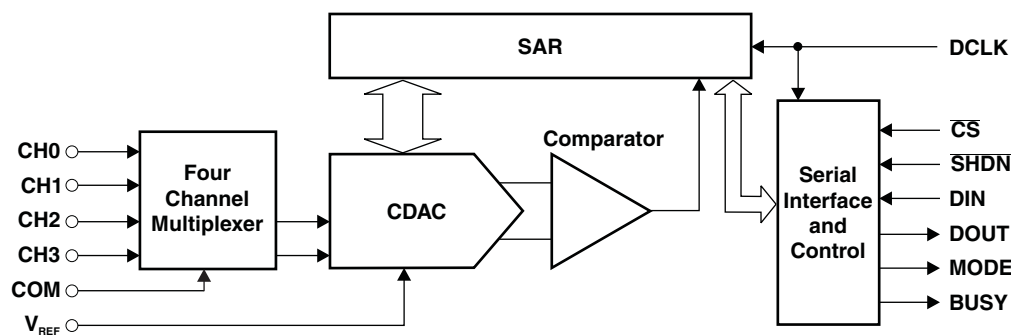 SAR
DCLK
Comparator
CH0
CH1
CH2
CH3
COM
VREF
Four
Channel
Multiplexer
CDAC
Serial
Interface
and
Control
CS
SHDN
DIN
DOUT
MODE
BUSY